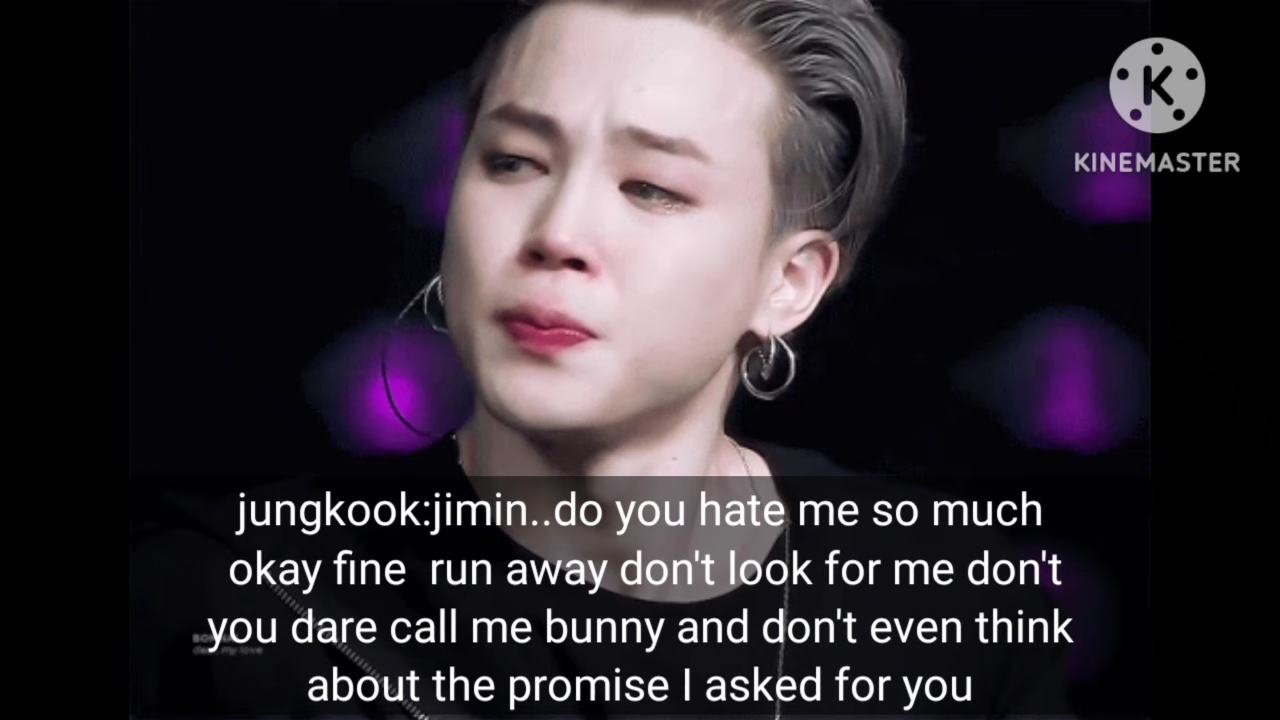 KINEMASTER
jungkook:jimin..do you hate me so much
okay fine run away don't look for me don't
you dare call me bunny and don't even think
about the promise I asked for you